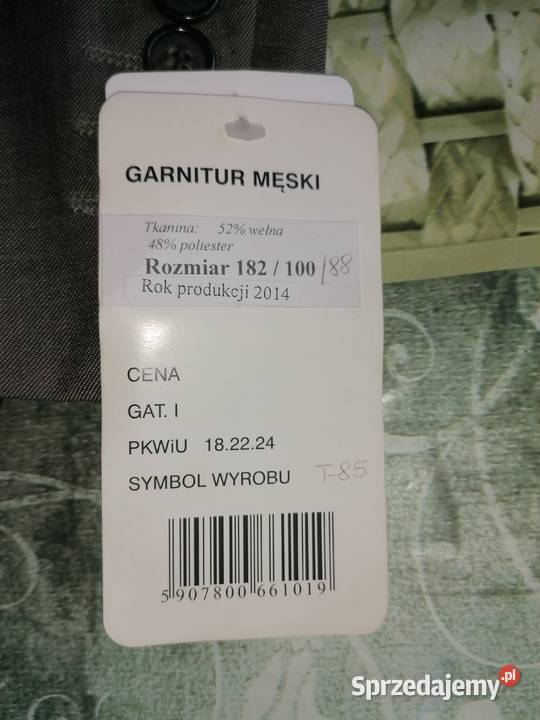 GARNITUR MĘSKI
Tkanina: 52% wełna
48% poliester
Rozmiar 182 / 100 /88
Rok produkcji 2014
CENA
GAT. I
PKWiU 18.22.24
SYMBOL WYROBU T-85
5 907800 661019
Sprzedajemy.pl